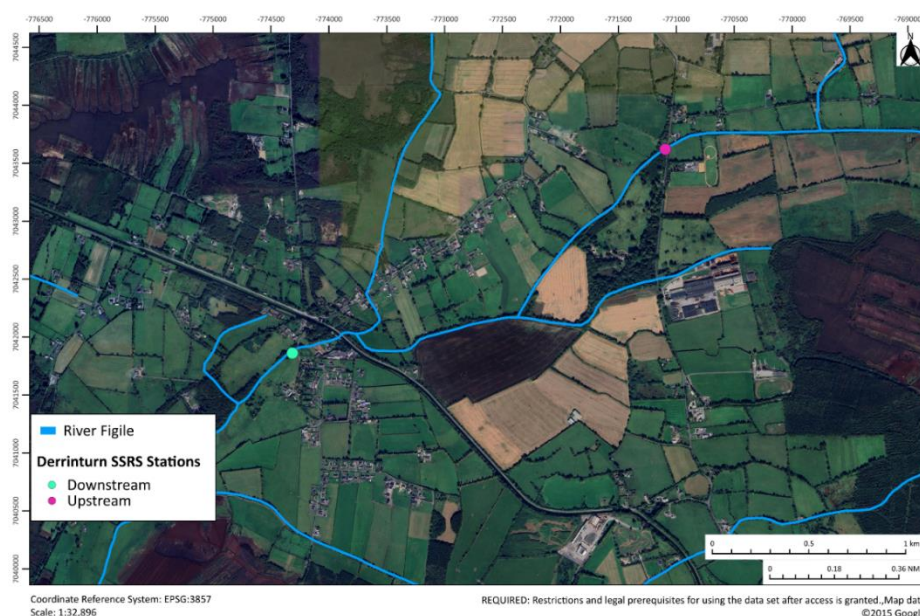 -776500 -776000 -775500 -775000 -774500 -774000 -773500 -773000 -772500 -772000 -771500 -771000 -770500 -770000 -769500 -769000
7044500
7044000
7043500
7043000
7042500
7042000
7041500
7041000
7040500
7040000
River Figile
Derrinturn SSRS Stations
Downstream
Upstream
0 0.5 1 km
0 0.18 0.36 NM
Coordinate Reference System: EPSG:3857
Scale: 1:32,896
REQUIRED: Restrictions and legal prerequisites for using the data set after access is granted.,Map dat
©2015 Googl